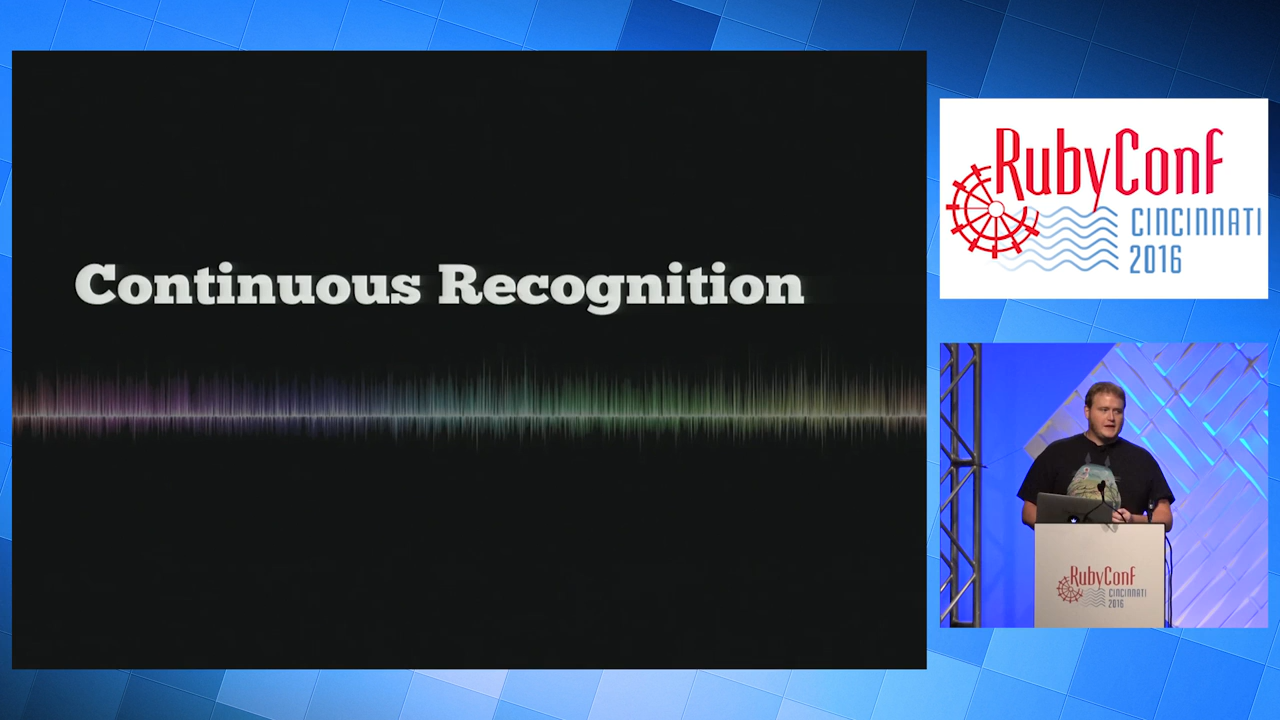 Continuous Recognition
RubyConf
CINCINNATI
2016
RubyConf
CINCINNATI
2016